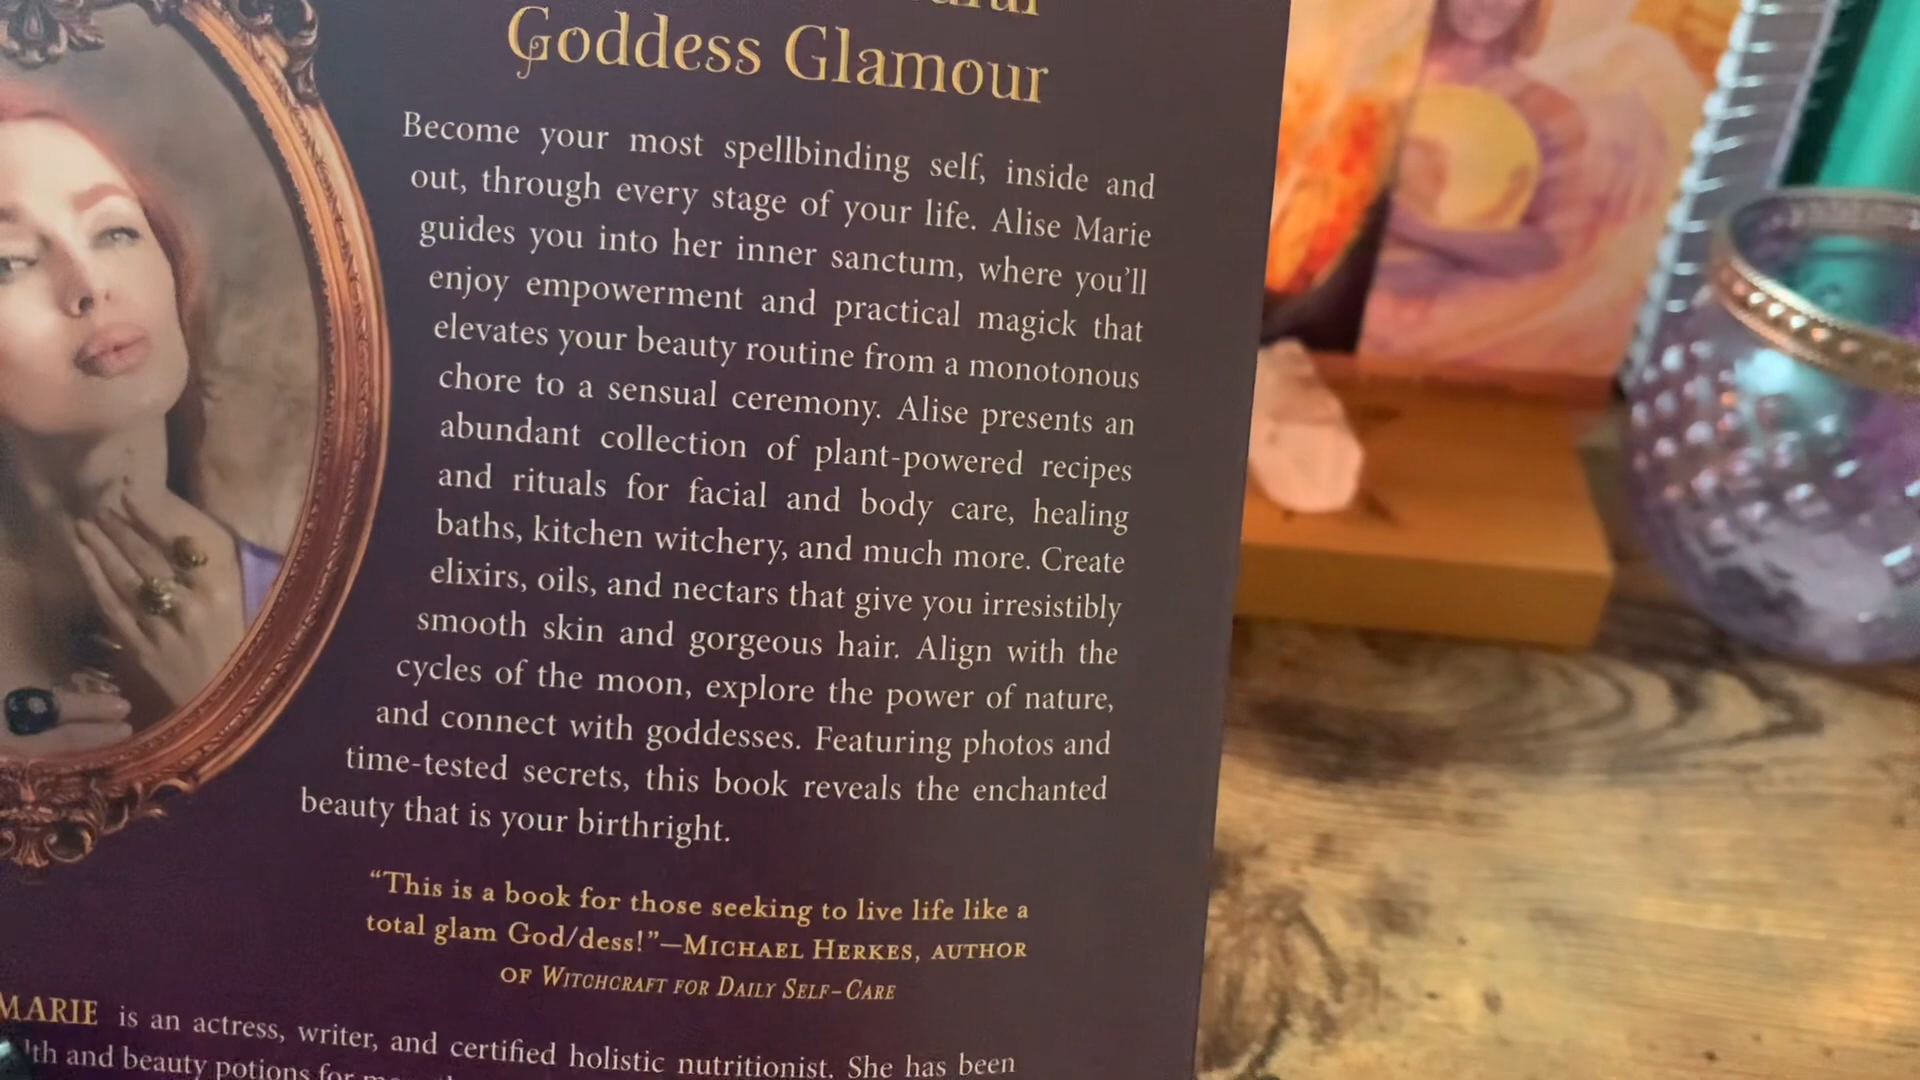 Goddess Glamour
Become your most spellbinding self, inside and
out, through every stage of your life. Alise Marie
guides you into her inner sanctum, where you'll
enjoy empowerment and practical magick that
elevates your beauty routine from a monotonous
chore to a sensual ceremony. Alise presents an
abundant collection of plant-powered recipes
and rituals for facial and body care, healing
baths, kitchen witchery, and much more. Create
elixirs, oils, and nectars that give you irresistibly
smooth skin and gorgeous hair. Align with the
cycles of the moon, explore the power of nature,
and connect with goddesses. Featuring photos and
time-tested secrets, this book reveals the enchanted
beauty that is your birthright.
“This is a book for those seeking to live life like a
total glam God/dess!”—MICHAEL HERKES, AUTHOR
OF WITCHCRAFT FOR DAILY SELF-CARE
MARIE is an actress, writer, and certified holistic nutritionist. She has been
and beauty potions for